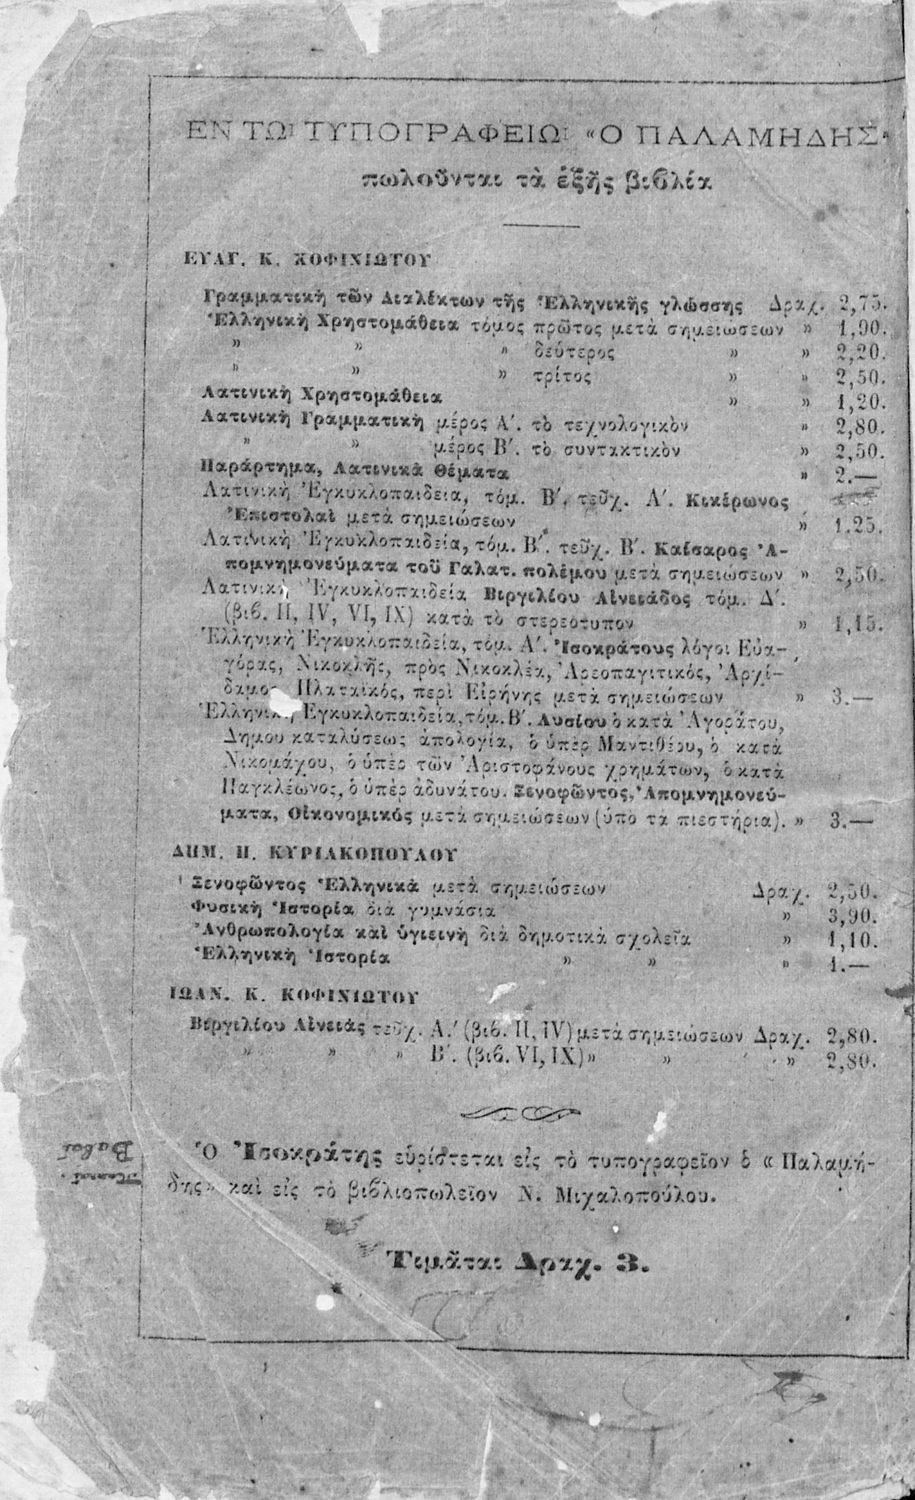 ΕΝ ΤΩι ΤΥΠΟΓΡΑΦΕΙΩι «Ο ΠΑΛΑΜΗΔΗΣ»
πωλοῦνται τὰ ἑξῆς βιβλία
ΕΥΑΓ. Κ. ΚΟΦΙΝΙΩΤΟΥ
Γραμματικὴ τῶν Διαλέκτων τῆς Ἑλληνικῆς γλώσσης Δραχ. 2,75.
Ἑλληνικὴ Χρηστομάθεια τόμος πρῶτος μετὰ σημειώσεων » 1,90.
» » » δεύτερος » » 2,20.
» » » τρίτος » » 2,50.
Λατινικὴ Χρηστομάθεια » » 1,20.
Λατινικὴ Γραμματικὴ μέρος Α΄. τὸ τεχνολογικὸν » 2,80.
» » μέρος Β΄. τὸ συντακτικὸν » 2,50.
Παράρτημα, Λατινικὰ Θέματα » 2.—
Λατινικὴ Ἐγκυκλοπαιδεια, τόμ. Β΄. τεῦχ. Α΄. Κικέρωνος
Ἐπιστολαὶ μετὰ σημειώσεων » 1.25.
Λατινικὴ Ἐγκυκλοπαιδεία, τόμ. Β΄. τεῦχ. Β΄. Καίσαρος Ἀ-
πομνημονεύματα τοῦ Γαλατ. πολέμου μετὰ σημειώσεων » 2,50.
Λατινικὴ Ἐγκυκλοπαιδεία Βιργιλίου Αἰνειάδος τόμ. Δ΄.
(βιβ. II, IV, VI, IX) κατὰ τὸ στερεότυπον » 1,15.
Ἑλληνικὴ Ἐγκυκλοπαιδεία, τόμ. Α΄. Ἰσοκράτους λόγοι Εὐα-
γόρας, Νικοκλῆς, πρὸς Νικοκλέα, Ἀρεοπαγιτικός, Ἀρχί-
δαμος Πλαταϊκός, περὶ Εἰρήνης μετὰ σημειώσεων » 3.—
Ἑλληνικὴ Ἐγκυκλοπαιδεία, τόμ. Β΄. Λυσίου ὁ κατὰ Ἀγοράτου,
Δημου καταλύσεως ἀπολογία, ὁ ὑπὲρ Μαντιθέου, ὁ κατὰ
Νικομάχου, ὁ ὑπὲρ τῶν Ἀριστοφάνους χρημάτων, ὁ κατὰ
Παγκλέωνος, ὁ ὑπὲρ ἀδυνάτου. Ξενοφῶντος, Ἀπομνημονεύ-
ματα, Οἰκονομικός μετὰ σημειώσεων (ὑπὸ τα πιεστήρια). » 3.—
ΔΗΜ. Η. ΚΥΡΙΑΚΟΠΟΥΛΟΥ
Ξενοφῶντος Ἑλληνικὰ μετὰ σημειώσεων Δραχ. 2,50.
Φυσικὴ Ἱστορία διὰ γυμνάσια » 3,90.
Ἀνθρωπολογία καὶ ὑγιεινὴ διὰ δημοτικὰ σχολεῖα » 1,10.
Ἑλληνικὴ Ἱστορία » » » 1.—
ΙΩΑΝ. Κ. ΚΟΦΙΝΙΩΤΟΥ
Βιργιλίου Αἰνειὰς τεῦχ. Α.΄ (βιβ. II, IV) μετὰ σημειώσεων Δραχ. 2,80.
» » » Β΄. (βιβ. VI, IX) » » » 2,80.
Ὁ Ἰσοκράτης εὑρίσκεται εἰς τὸ τυπογραφεῖον ὁ « Παλαμή-
δης» καὶ εἰς τὸ βιβλιοπωλεῖον Ν. Μιχαλοπούλου.
Τιμᾶται Δραχ. 3.